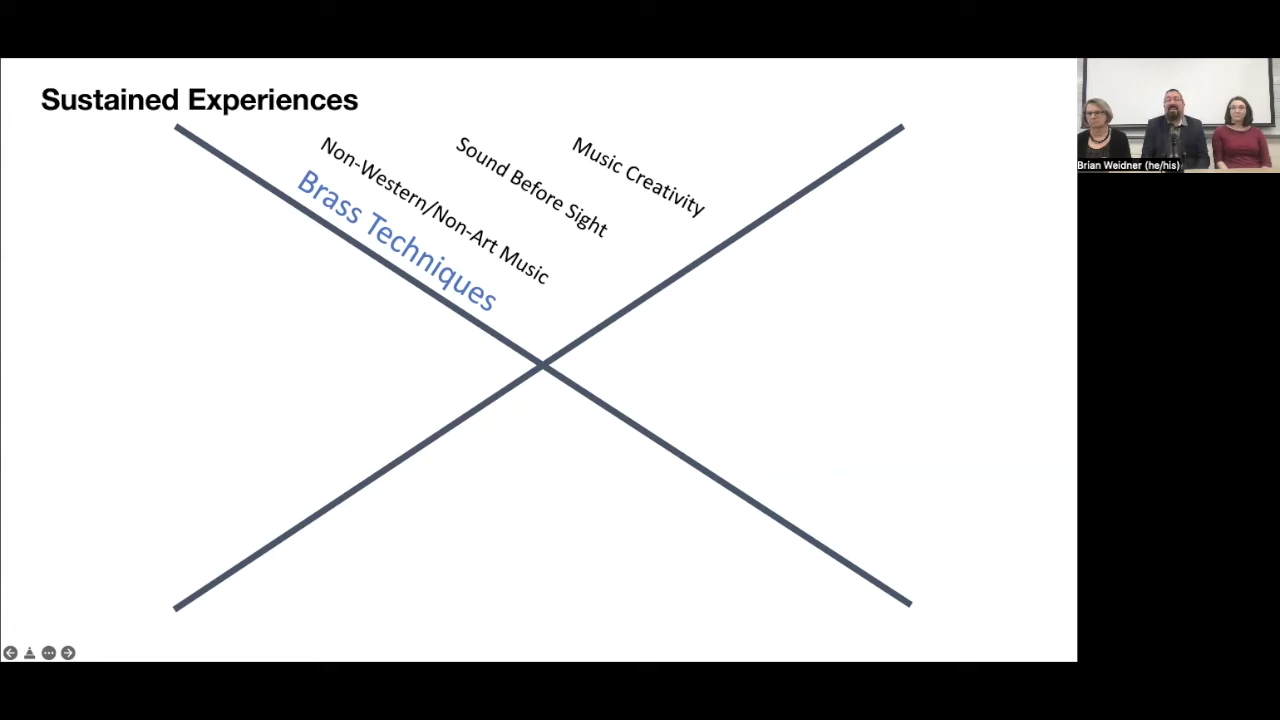 Sustained Experiences
Music Creativity
Sound Before Sight
Non-Western/Non-Art Music
Brass Techniques
Brian Weidner (he/his)